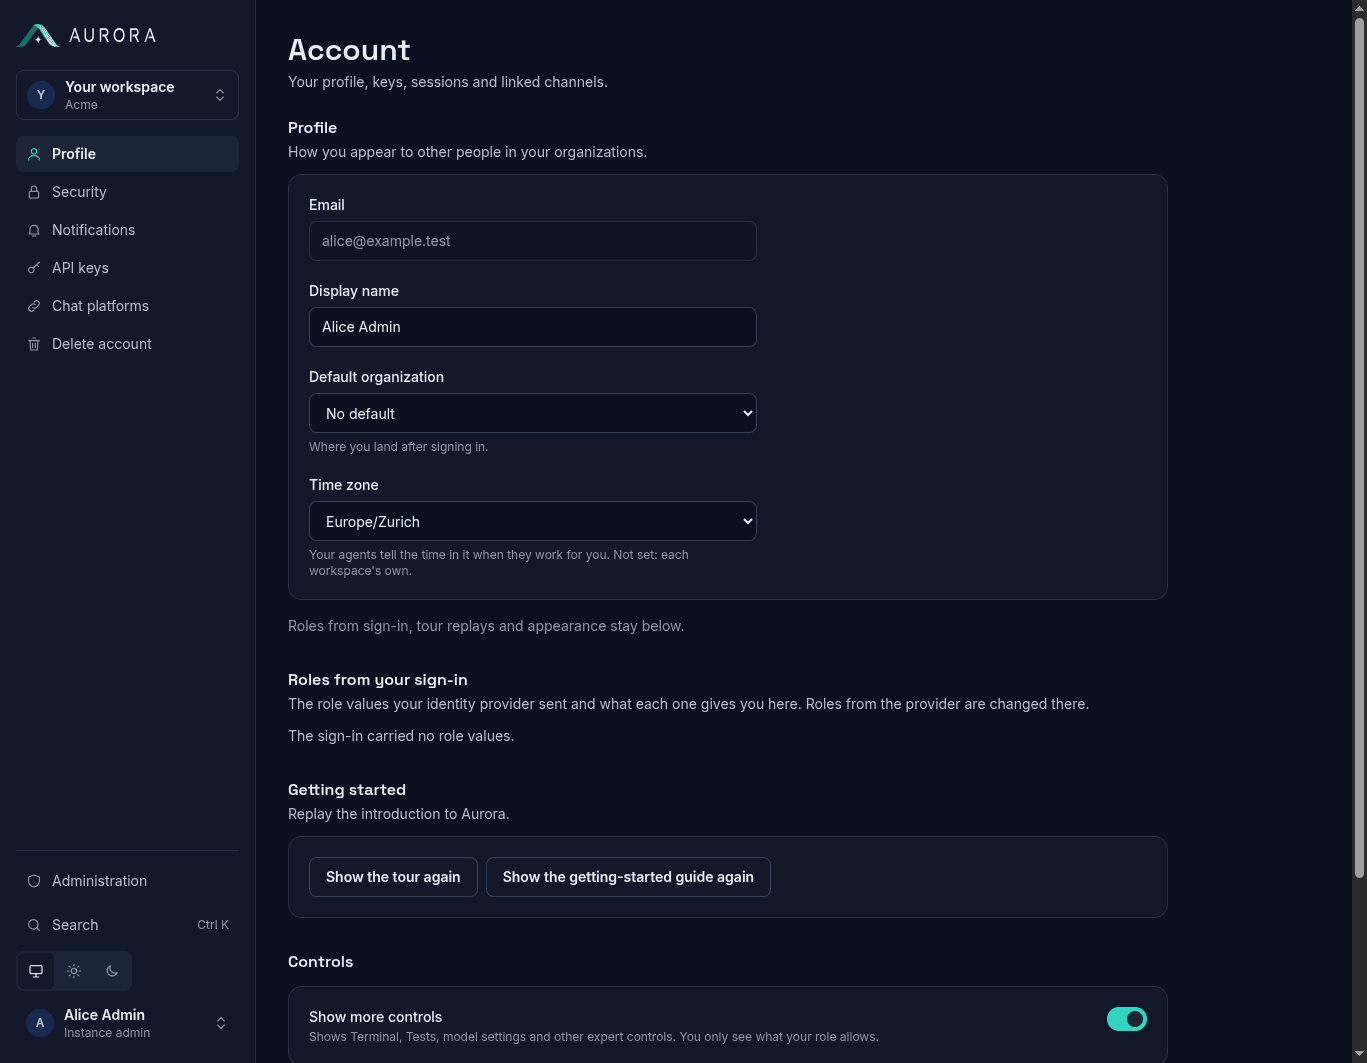 AURORA
Y
Your workspace
Acme
Profile
Security
Notifications
API keys
Chat platforms
Delete account
Administration
Search
Ctrl K
A
Alice Admin
Instance admin
Account
Your profile, keys, sessions and linked channels.
Profile
How you appear to other people in your organizations.
Email
alice@example.test
Display name
Alice Admin
Default organization
No default
Where you land after signing in.
Time zone
Europe/Zurich
Your agents tell the time in it when they work for you. Not set: each
workspace's own.
Roles from sign-in, tour replays and appearance stay below.
Roles from your sign-in
The role values your identity provider sent and what each one gives you here. Roles from the provider are changed there.
The sign-in carried no role values.
Getting started
Replay the introduction to Aurora.
Show the tour again
Show the getting-started guide again
Controls
Show more controls
Shows Terminal, Tests, model settings and other expert controls. You only see what your role allows.